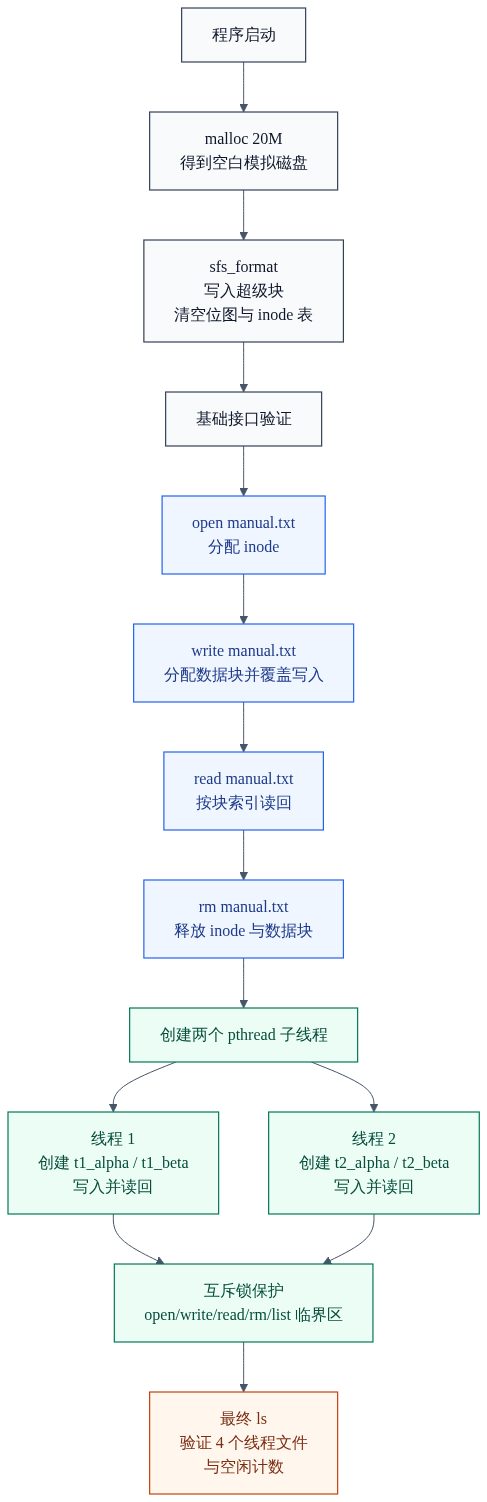 程序启动
malloc 20M
得到空白模拟磁盘
sfs_format
写入超级块
清空位图与 inode 表
基础接口验证
open manual.txt
分配 inode
write manual.txt
分配数据块并覆盖写入
read manual.txt
按块索引读回
rm manual.txt
释放 inode 与数据块
创建两个 pthread 子线程
线程 1
创建 t1_alpha / t1_beta
写入并读回
线程 2
创建 t2_alpha / t2_beta
写入并读回
互斥锁保护
open/write/read/rm/list 临界区
最终 ls
验证 4 个线程文件
与空闲计数